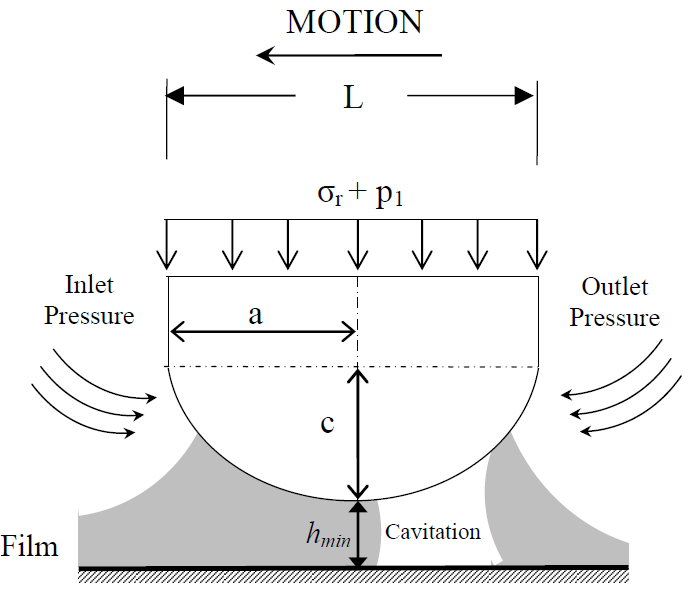 MOTION
L
σr + p1
Inlet
Pressure
Outlet
Pressure
a
c
hmin
Cavitation
Film